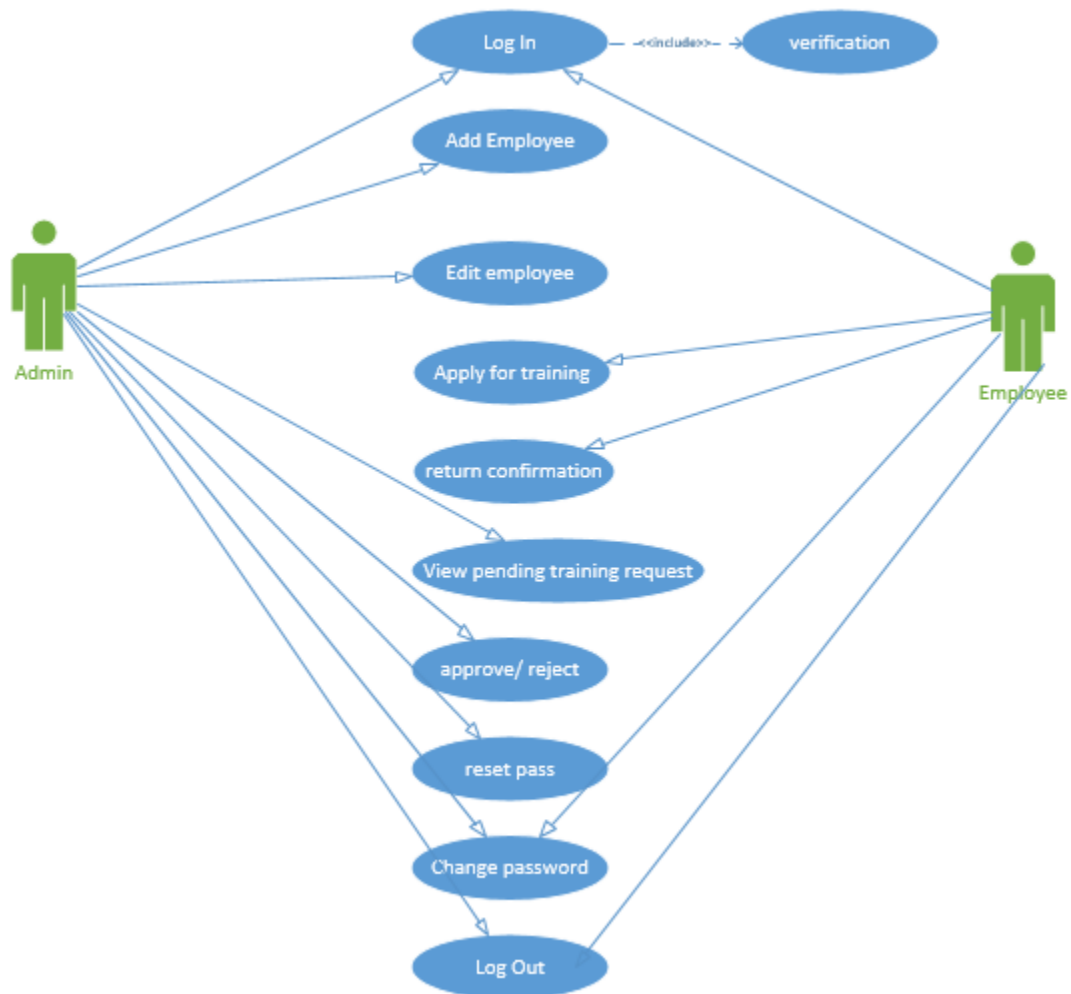 Log In
<<include>>
verification
Add Employee
Edit employee
Admin
Apply for training
Employee
return confirmation
View pending training request
approve/ reject
reset pass
Change password
Log Out